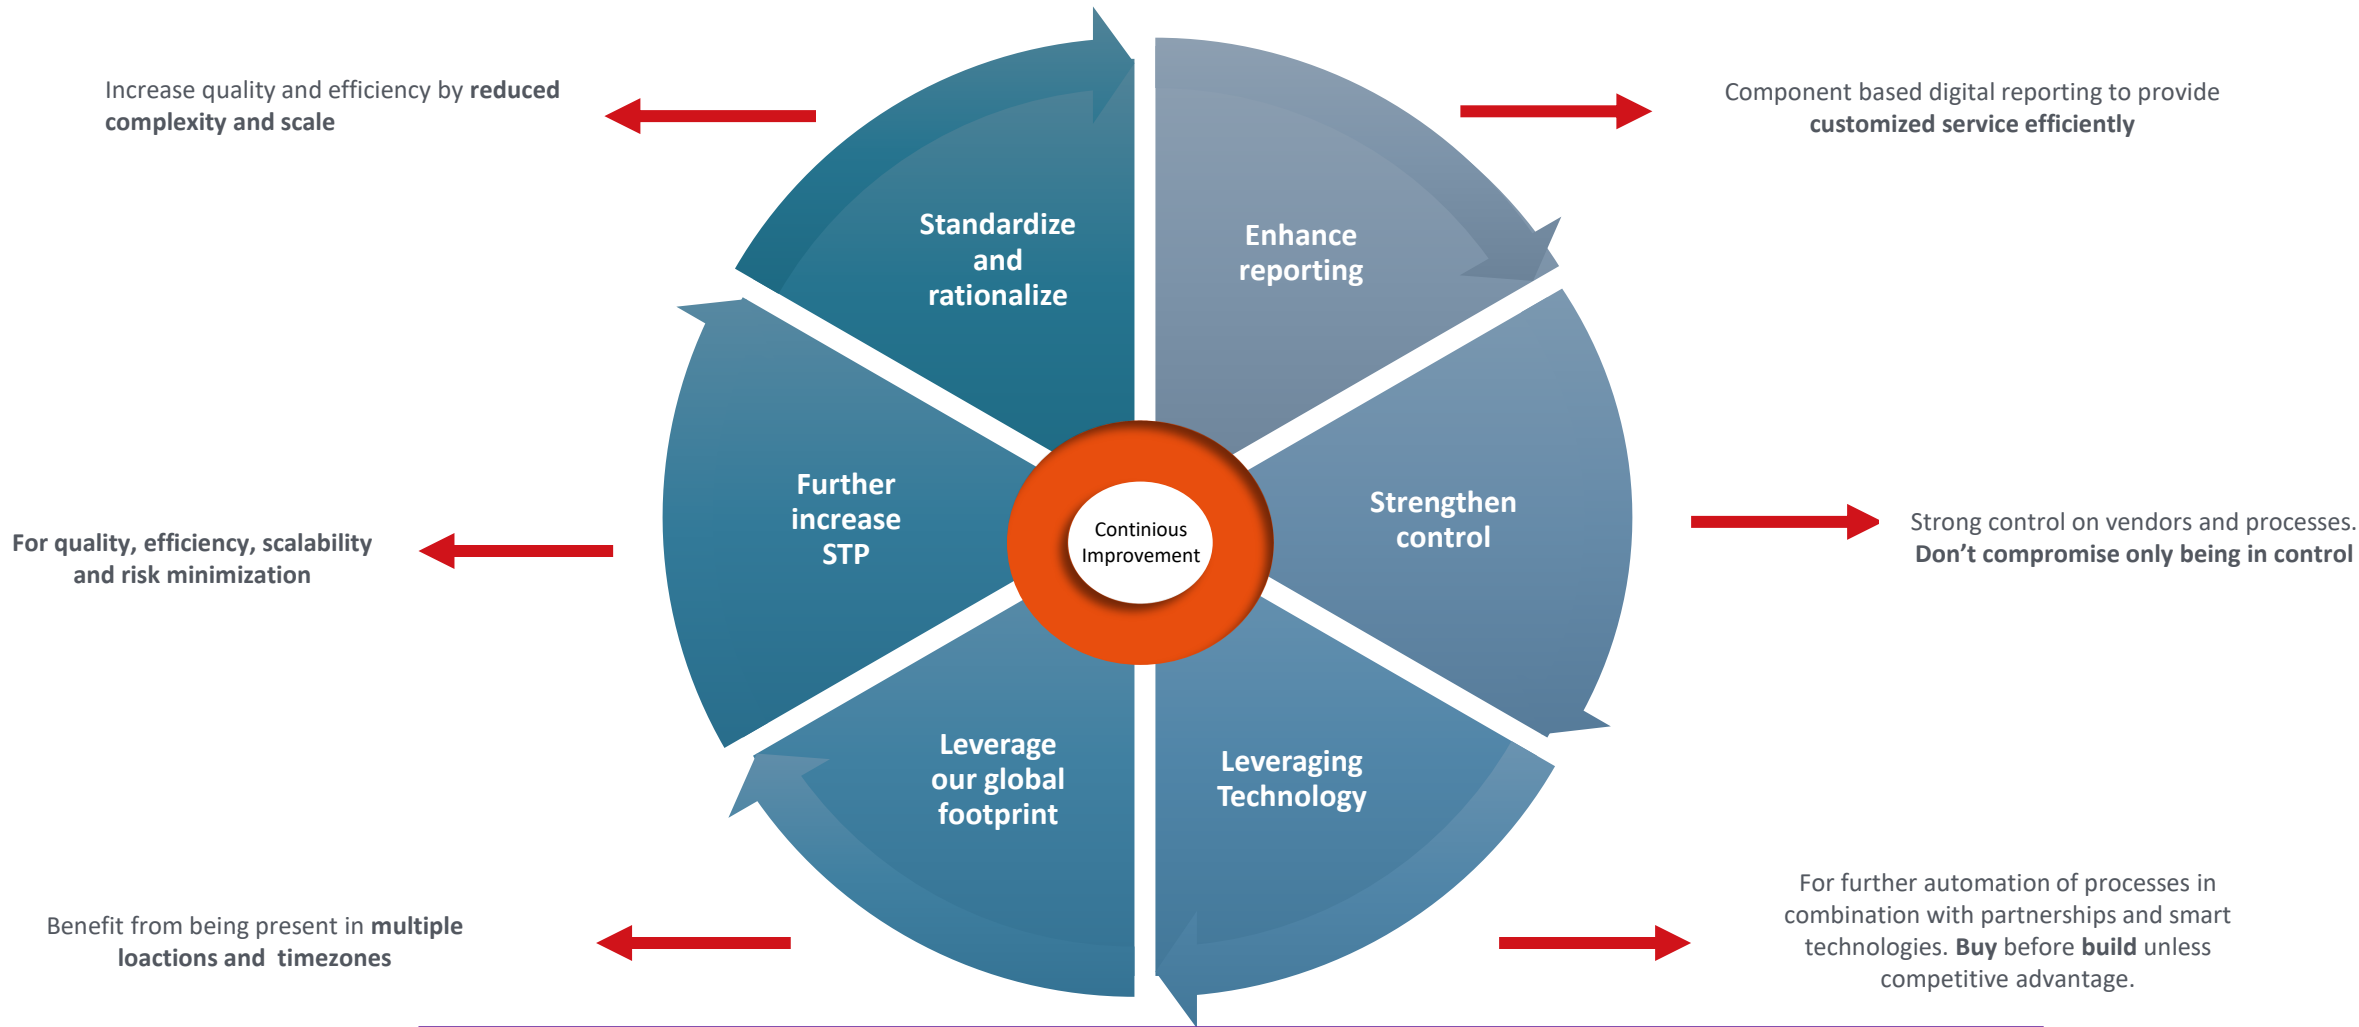 Increase quality and efficiency by reduced
complexity and scale
Component based digital reporting to provide
customized service efficiently
Standardize
and
rationalize
Enhance
reporting
Further
increase
STP
Strengthen
control
Continious
Improvement
For quality, efficiency, scalability
and risk minimization
Strong control on vendors and processes.
Don’t compromise only being in control
Leverage
our global
footprint
Leveraging
Technology
Benefit from being present in multiple
loactions and  timezones
For further automation of processes in
combination with partnerships and smart
technologies. Buy before build unless
competitive advantage.